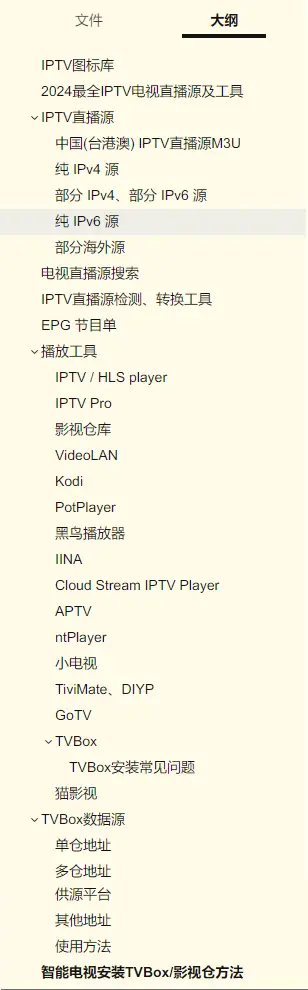 文件 大纲
IPTV图标库
2024最全IPTV电视直播源及工具
IPTV直播源
中国(台港澳) IPTV直播源M3U
纯 IPv4 源
部分 IPv4、部分 IPv6 源
纯 IPv6 源
部分海外源
电视直播源搜索
IPTV直播源检测、转换工具
EPG 节目单
播放工具
IPTV / HLS player
IPTV Pro
影视仓库
VideoLAN
Kodi
PotPlayer
黑鸟播放器
IINA
Cloud Stream IPTV Player
APTV
ntPlayer
小电视
TiviMate、DIYP
GoTV
TVBox
TVBox安装常见问题
猫影视
TVBox数据源
单仓地址
多仓地址
供源平台
其他地址
使用方法
智能电视安装TVBox/影视仓方法